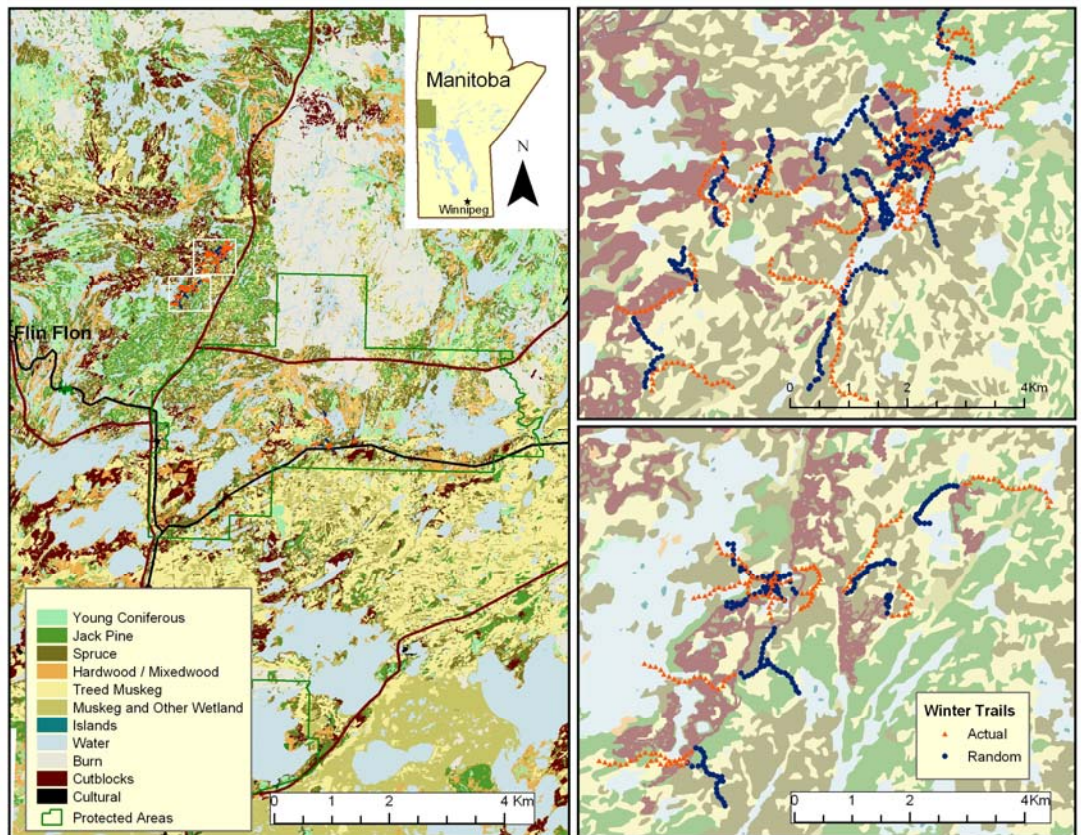 Manitoba
N
Winnipeg
Flin Flon
Young Coniferous
Jack Pine
Spruce
Hardwood / Mixedwood
Treed Muskeg
Muskeg and Other Wetland
Islands
Water
Burn
Cutblocks
Cultural
Protected Areas
0 1 2 4 Km
0 2 4Km
Winter Trails
Actual
Random
0 1 2 4 Km